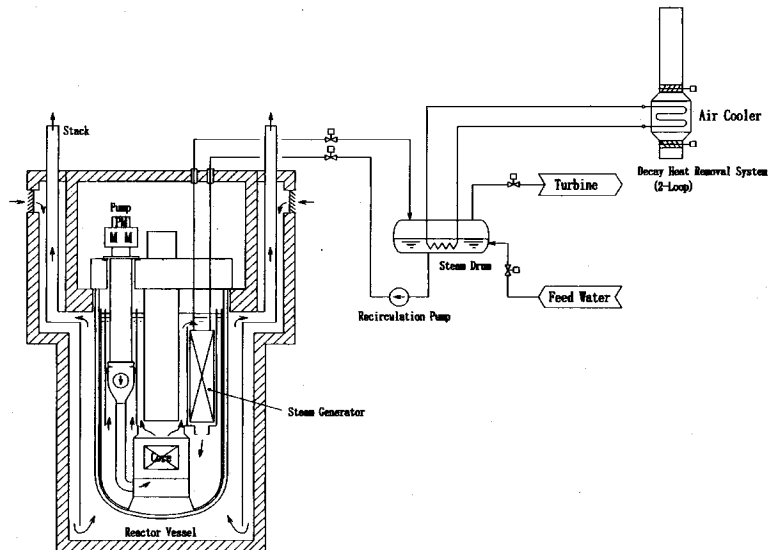 Stack
Air Cooler
Decay Heat Removal System
(2-Loop)
Turbine
Pump
PM
M M
Steam Drum
Feed Water
Recirculation Pump
Steam Generator
Core
Reactor Vessel